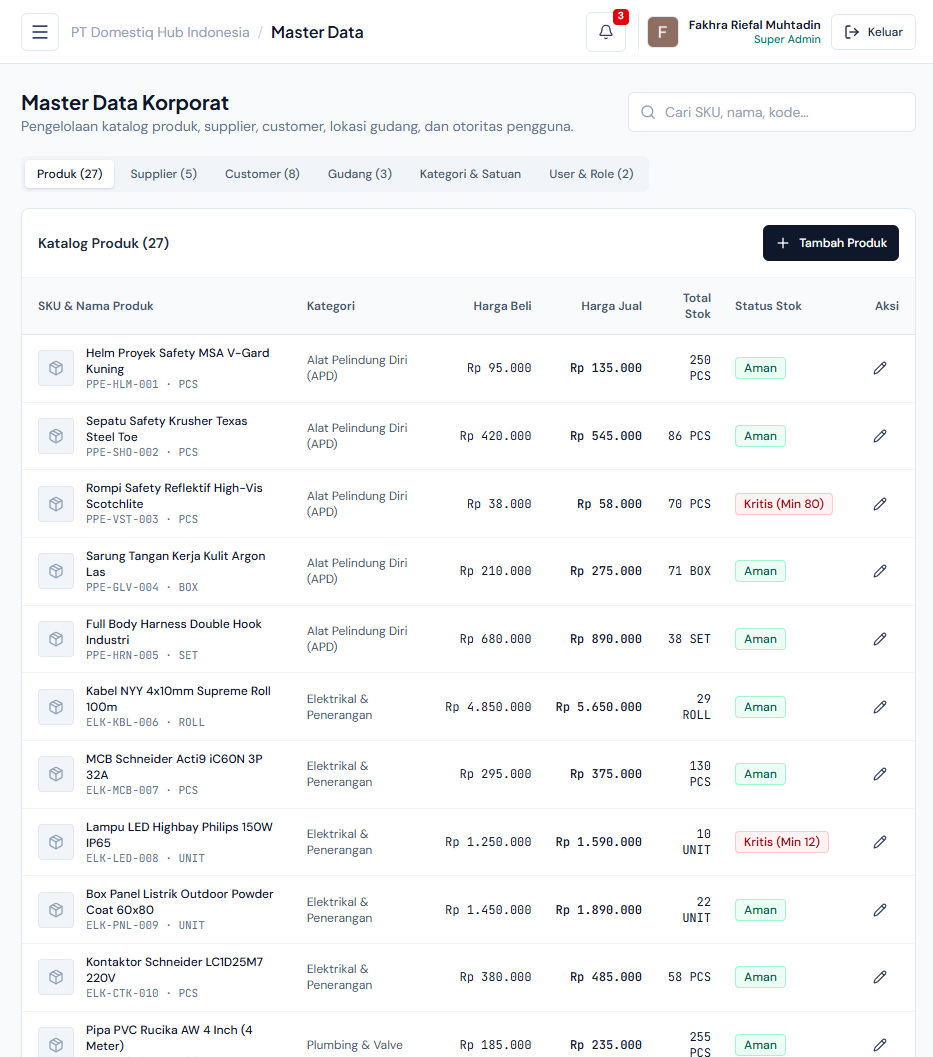 PT Domestiq Hub Indonesia / Master Data
3
F
Fakhra Riefal Muhtadin
Super Admin
Keluar
Master Data Korporat
Pengelolaan katalog produk, supplier, customer, lokasi gudang, dan otoritas pengguna.
Cari SKU, nama, kode...
Produk (27) Supplier (5) Customer (8) Gudang (3) Kategori & Satuan User & Role (2)
Katalog Produk (27)
+ Tambah Produk
SKU & Nama Produk Kategori Harga Beli Harga Jual Total Stok Status Stok Aksi
Helm Proyek Safety MSA V-Gard
Kuning
PPE-HLM-001 · PCS
Alat Pelindung Diri
(APD)
Rp 95.000
Rp 135.000
250
PCS
Aman
Sepatu Safety Krusher Texas
Steel Toe
PPE-SHO-002 · PCS
Alat Pelindung Diri
(APD)
Rp 420.000
Rp 545.000
86 PCS
Aman
Rompi Safety Reflektif High-Vis
Scotchlite
PPE-VST-003 · PCS
Alat Pelindung Diri
(APD)
Rp 38.000
Rp 58.000
70 PCS
Kritis (Min 80)
Sarung Tangan Kerja Kulit Argon
Las
PPE-GLV-004 · BOX
Alat Pelindung Diri
(APD)
Rp 210.000
Rp 275.000
71 BOX
Aman
Full Body Harness Double Hook
Industri
PPE-HRN-005 · SET
Alat Pelindung Diri
(APD)
Rp 680.000
Rp 890.000
38 SET
Aman
Kabel NYY 4x10mm Supreme Roll
100m
ELK-KBL-006 · ROLL
Elektrikal &
Penerangan
Rp 4.850.000
Rp 5.650.000
29
ROLL
Aman
MCB Schneider Acti9 iC60N 3P
32A
ELK-MCB-007 · PCS
Elektrikal &
Penerangan
Rp 295.000
Rp 375.000
130
PCS
Aman
Lampu LED Highbay Philips 150W
IP65
ELK-LED-008 · UNIT
Elektrikal &
Penerangan
Rp 1.250.000
Rp 1.590.000
10
UNIT
Kritis (Min 12)
Box Panel Listrik Outdoor Powder
Coat 60x80
ELK-PNL-009 · UNIT
Elektrikal &
Penerangan
Rp 1.450.000
Rp 1.890.000
22
UNIT
Aman
Kontaktor Schneider LC1D25M7
220V
ELK-CTK-010 · PCS
Elektrikal &
Penerangan
Rp 380.000
Rp 485.000
58 PCS
Aman
Pipa PVC Rucika AW 4 Inch (4
Meter)
Plumbing & Valve
Rp 185.000
Rp 235.000
255
PCS
Aman